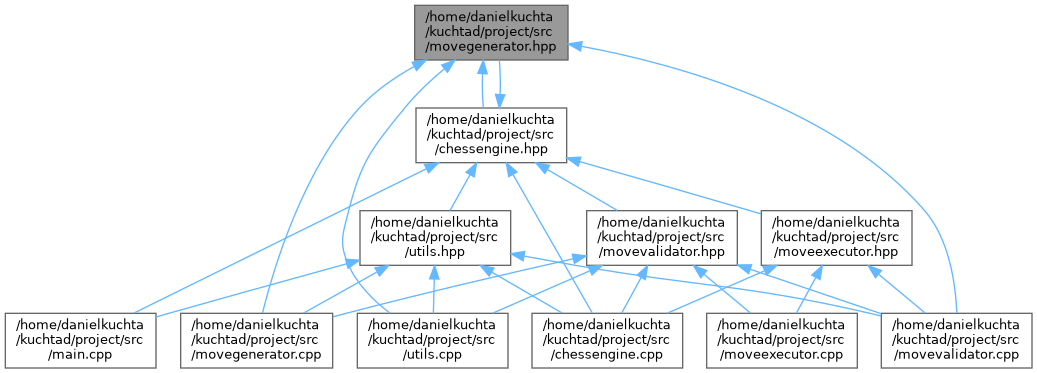 /home/danielkuchta
/kuchtad/project/src
/movegenerator.hpp
/home/danielkuchta
/kuchtad/project/src
/chessengine.hpp
/home/danielkuchta
/kuchtad/project/src
/utils.hpp
/home/danielkuchta
/kuchtad/project/src
/movevalidator.hpp
/home/danielkuchta
/kuchtad/project/src
/moveexecutor.hpp
/home/danielkuchta
/kuchtad/project/src
/main.cpp
/home/danielkuchta
/kuchtad/project/src
/movegenerator.cpp
/home/danielkuchta
/kuchtad/project/src
/utils.cpp
/home/danielkuchta
/kuchtad/project/src
/chessengine.cpp
/home/danielkuchta
/kuchtad/project/src
/moveexecutor.cpp
/home/danielkuchta
/kuchtad/project/src
/movevalidator.cpp